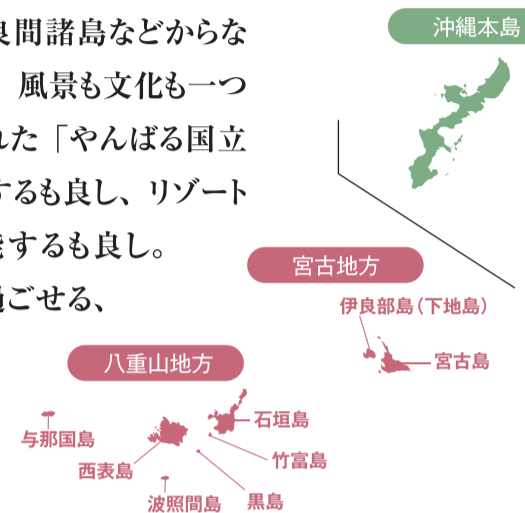 良間諸島などからな
風景も文化も一つ
れた「やんばる国立
するも良し、リゾート
するも良し。
過ごせる、
沖縄本島
宮古地方
伊良部島（下地島）
宮古島
八重山地方
石垣島
与那国島
竹富島
西表島
波照間島
黒島